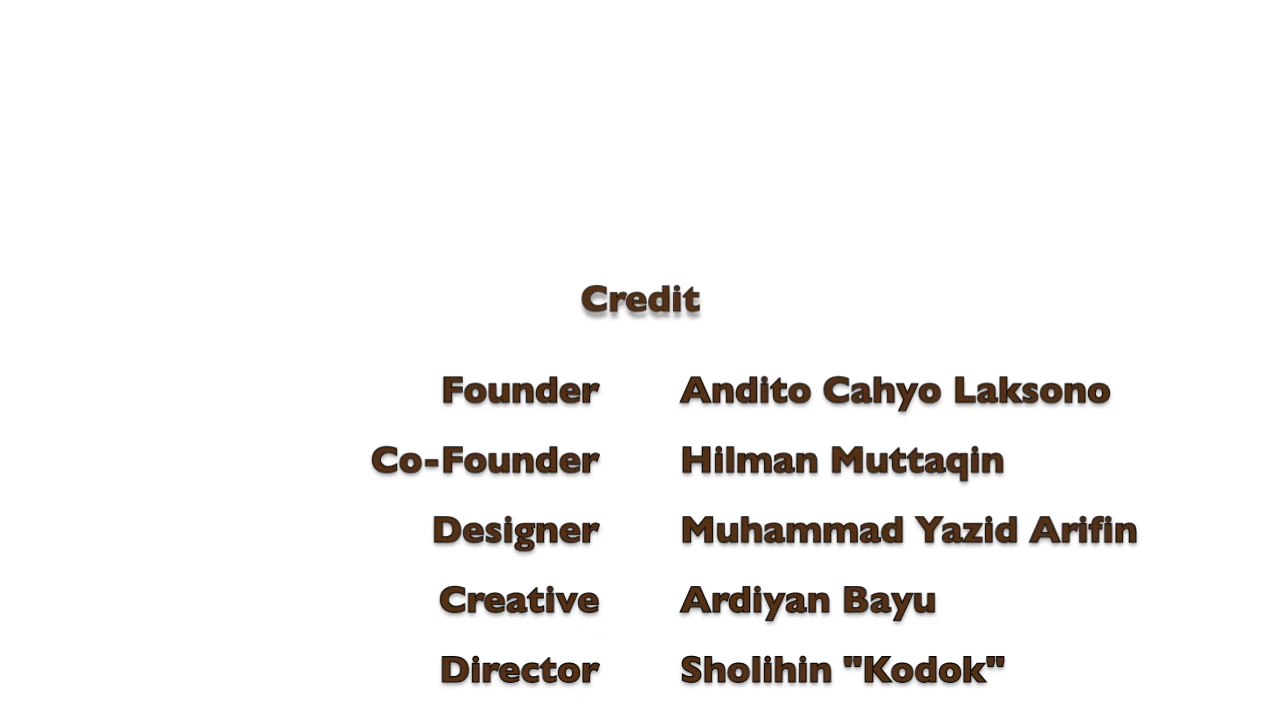 Credit
Founder Andito Cahyo Laksono
Co-Founder Hilman Muttaqin
Designer Muhammad Yazid Arifin
Creative Ardiyan Bayu
Director Sholihin "Kodok"